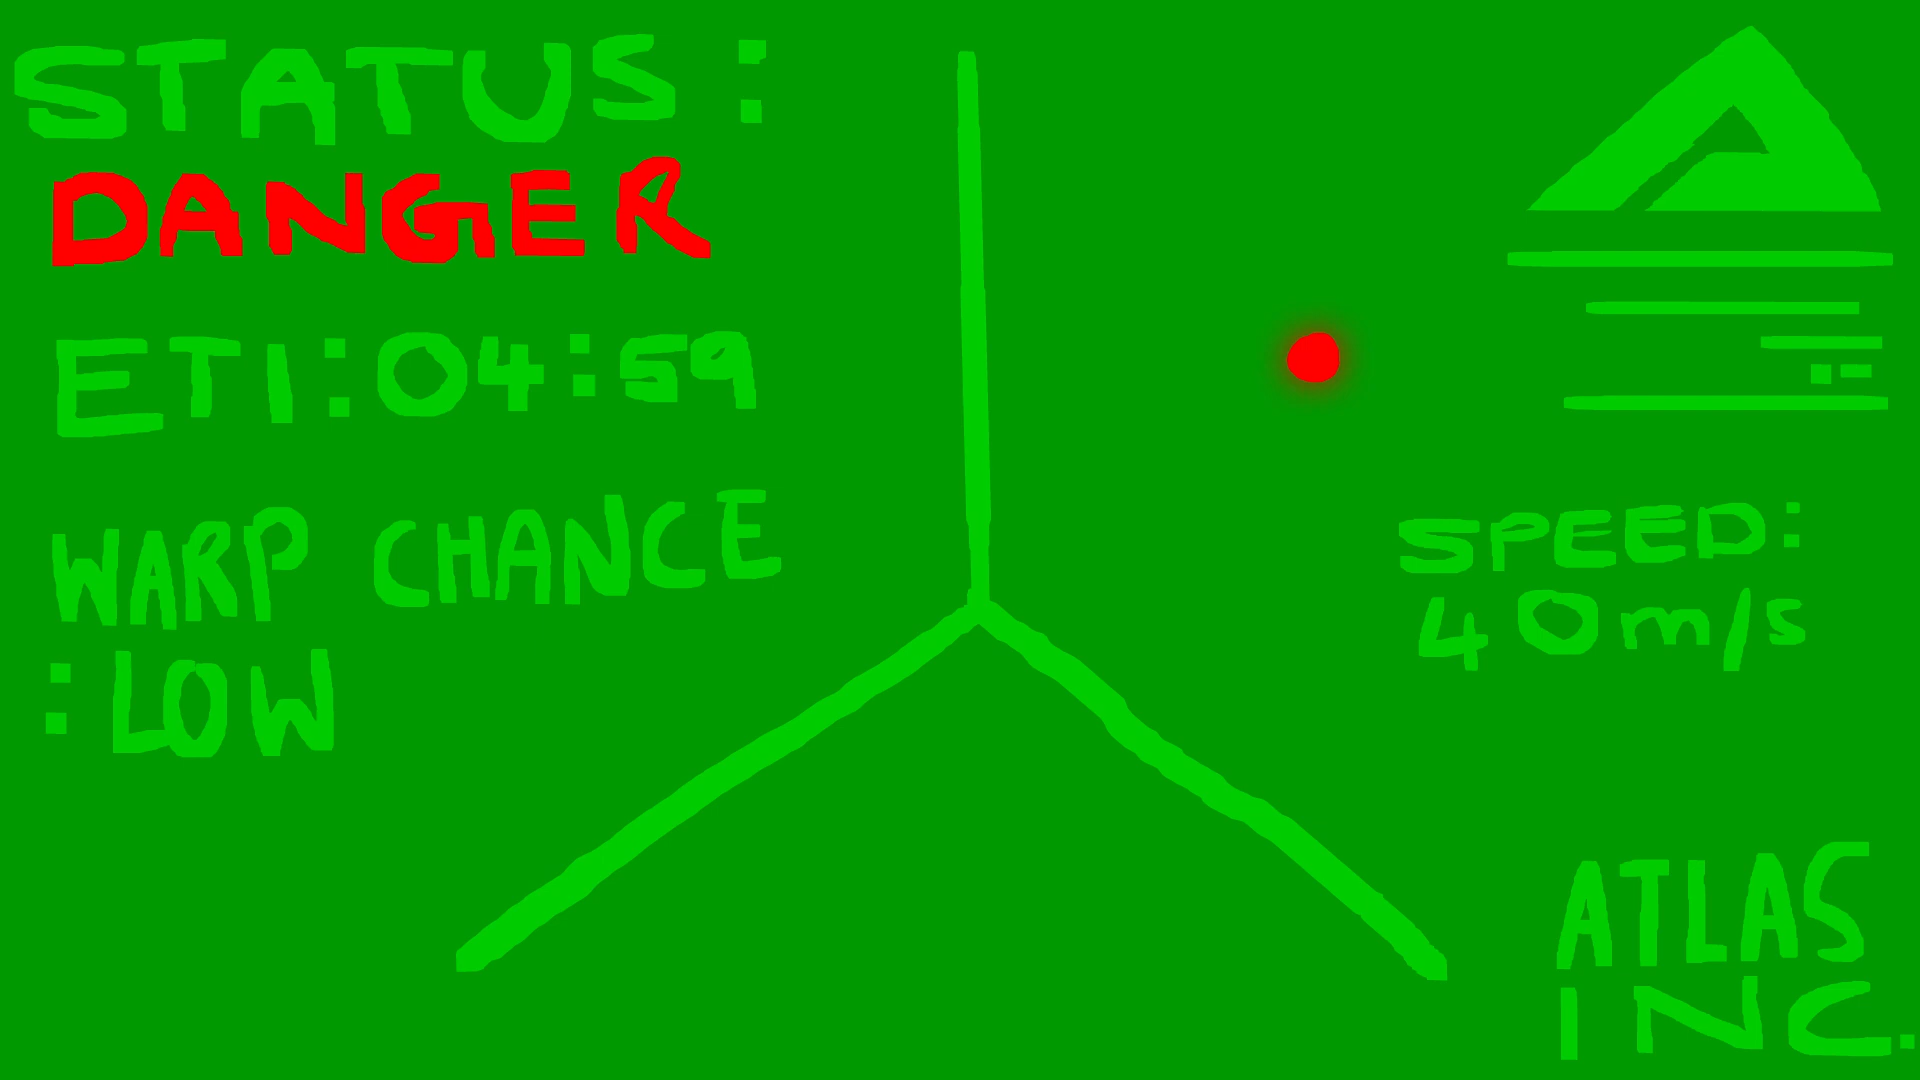 STATUS:
DANGER
ETI:04:59
WARP CHANCE
:LOW
SPEED:
40m/s
ATLAS
INC.